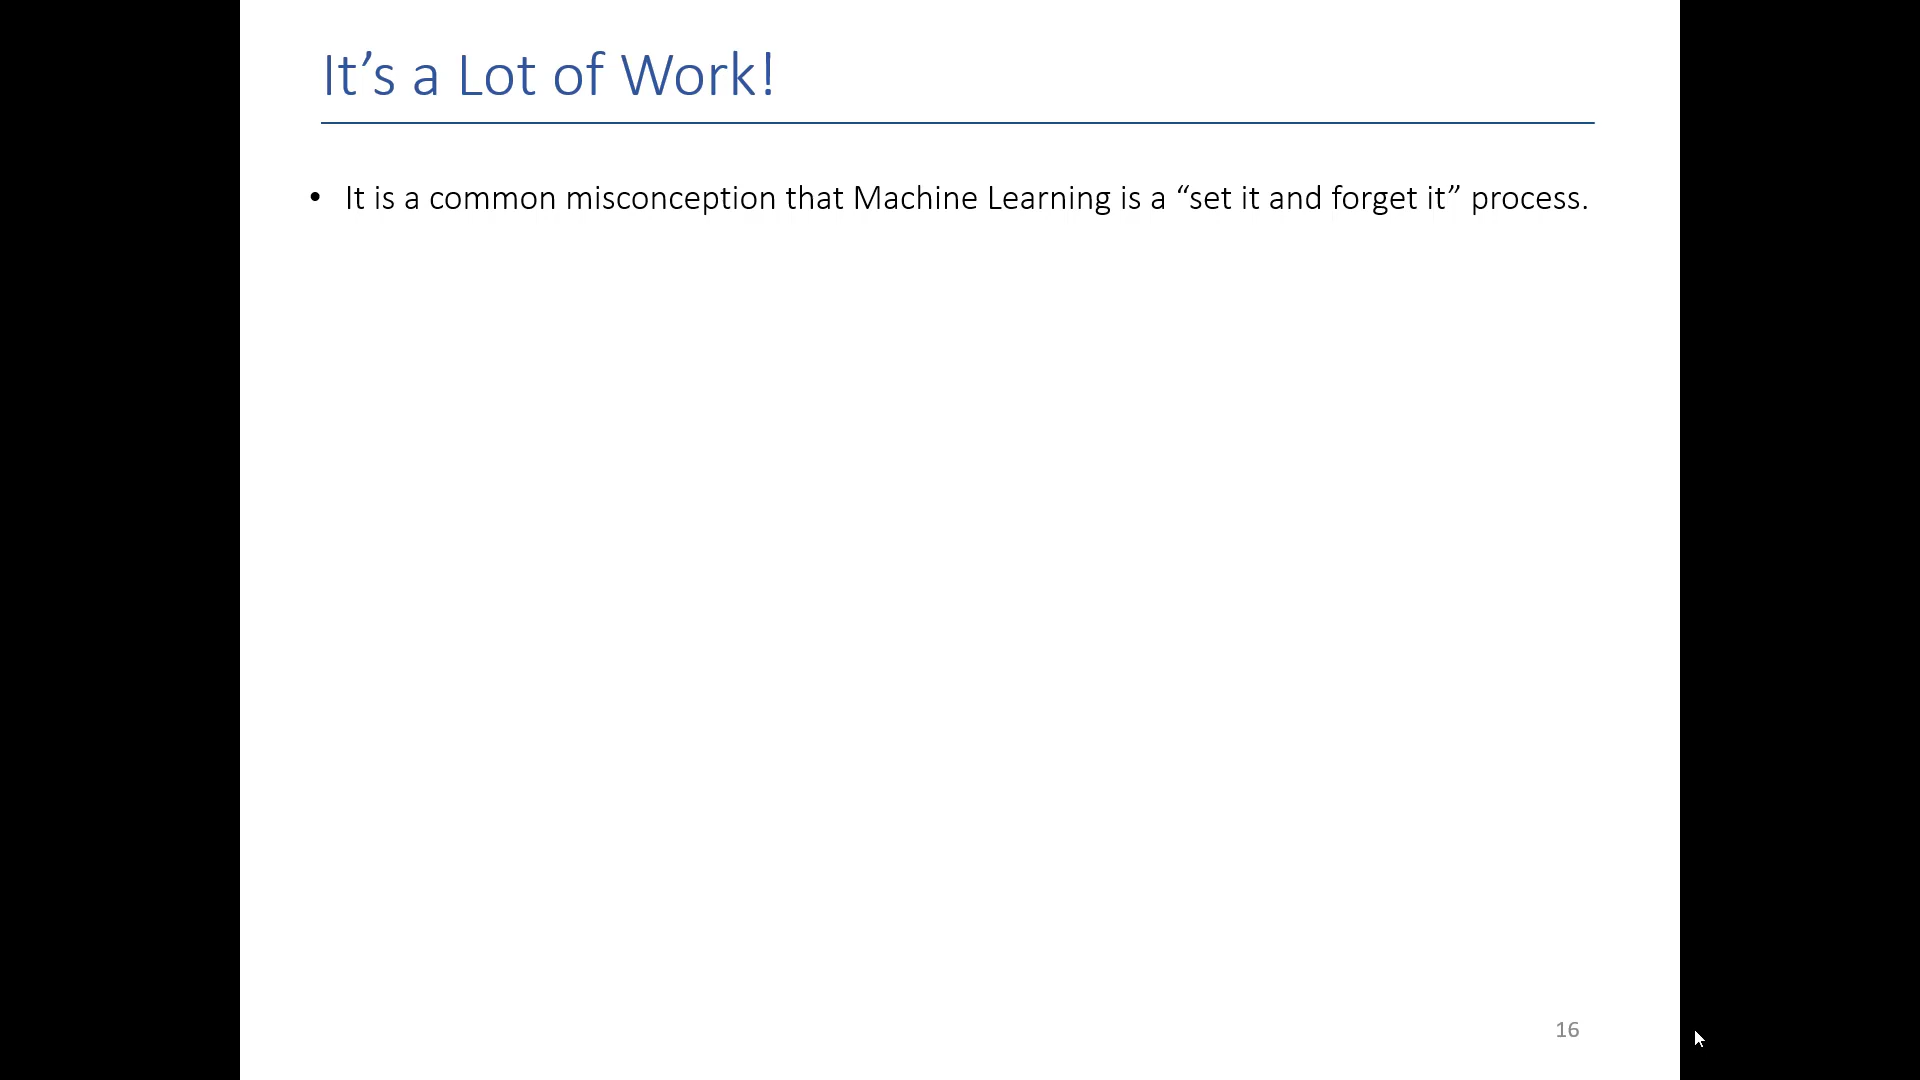 It’s a Lot of Work!
• It is a common misconception that Machine Learning is a “set it and forget it” process.
16